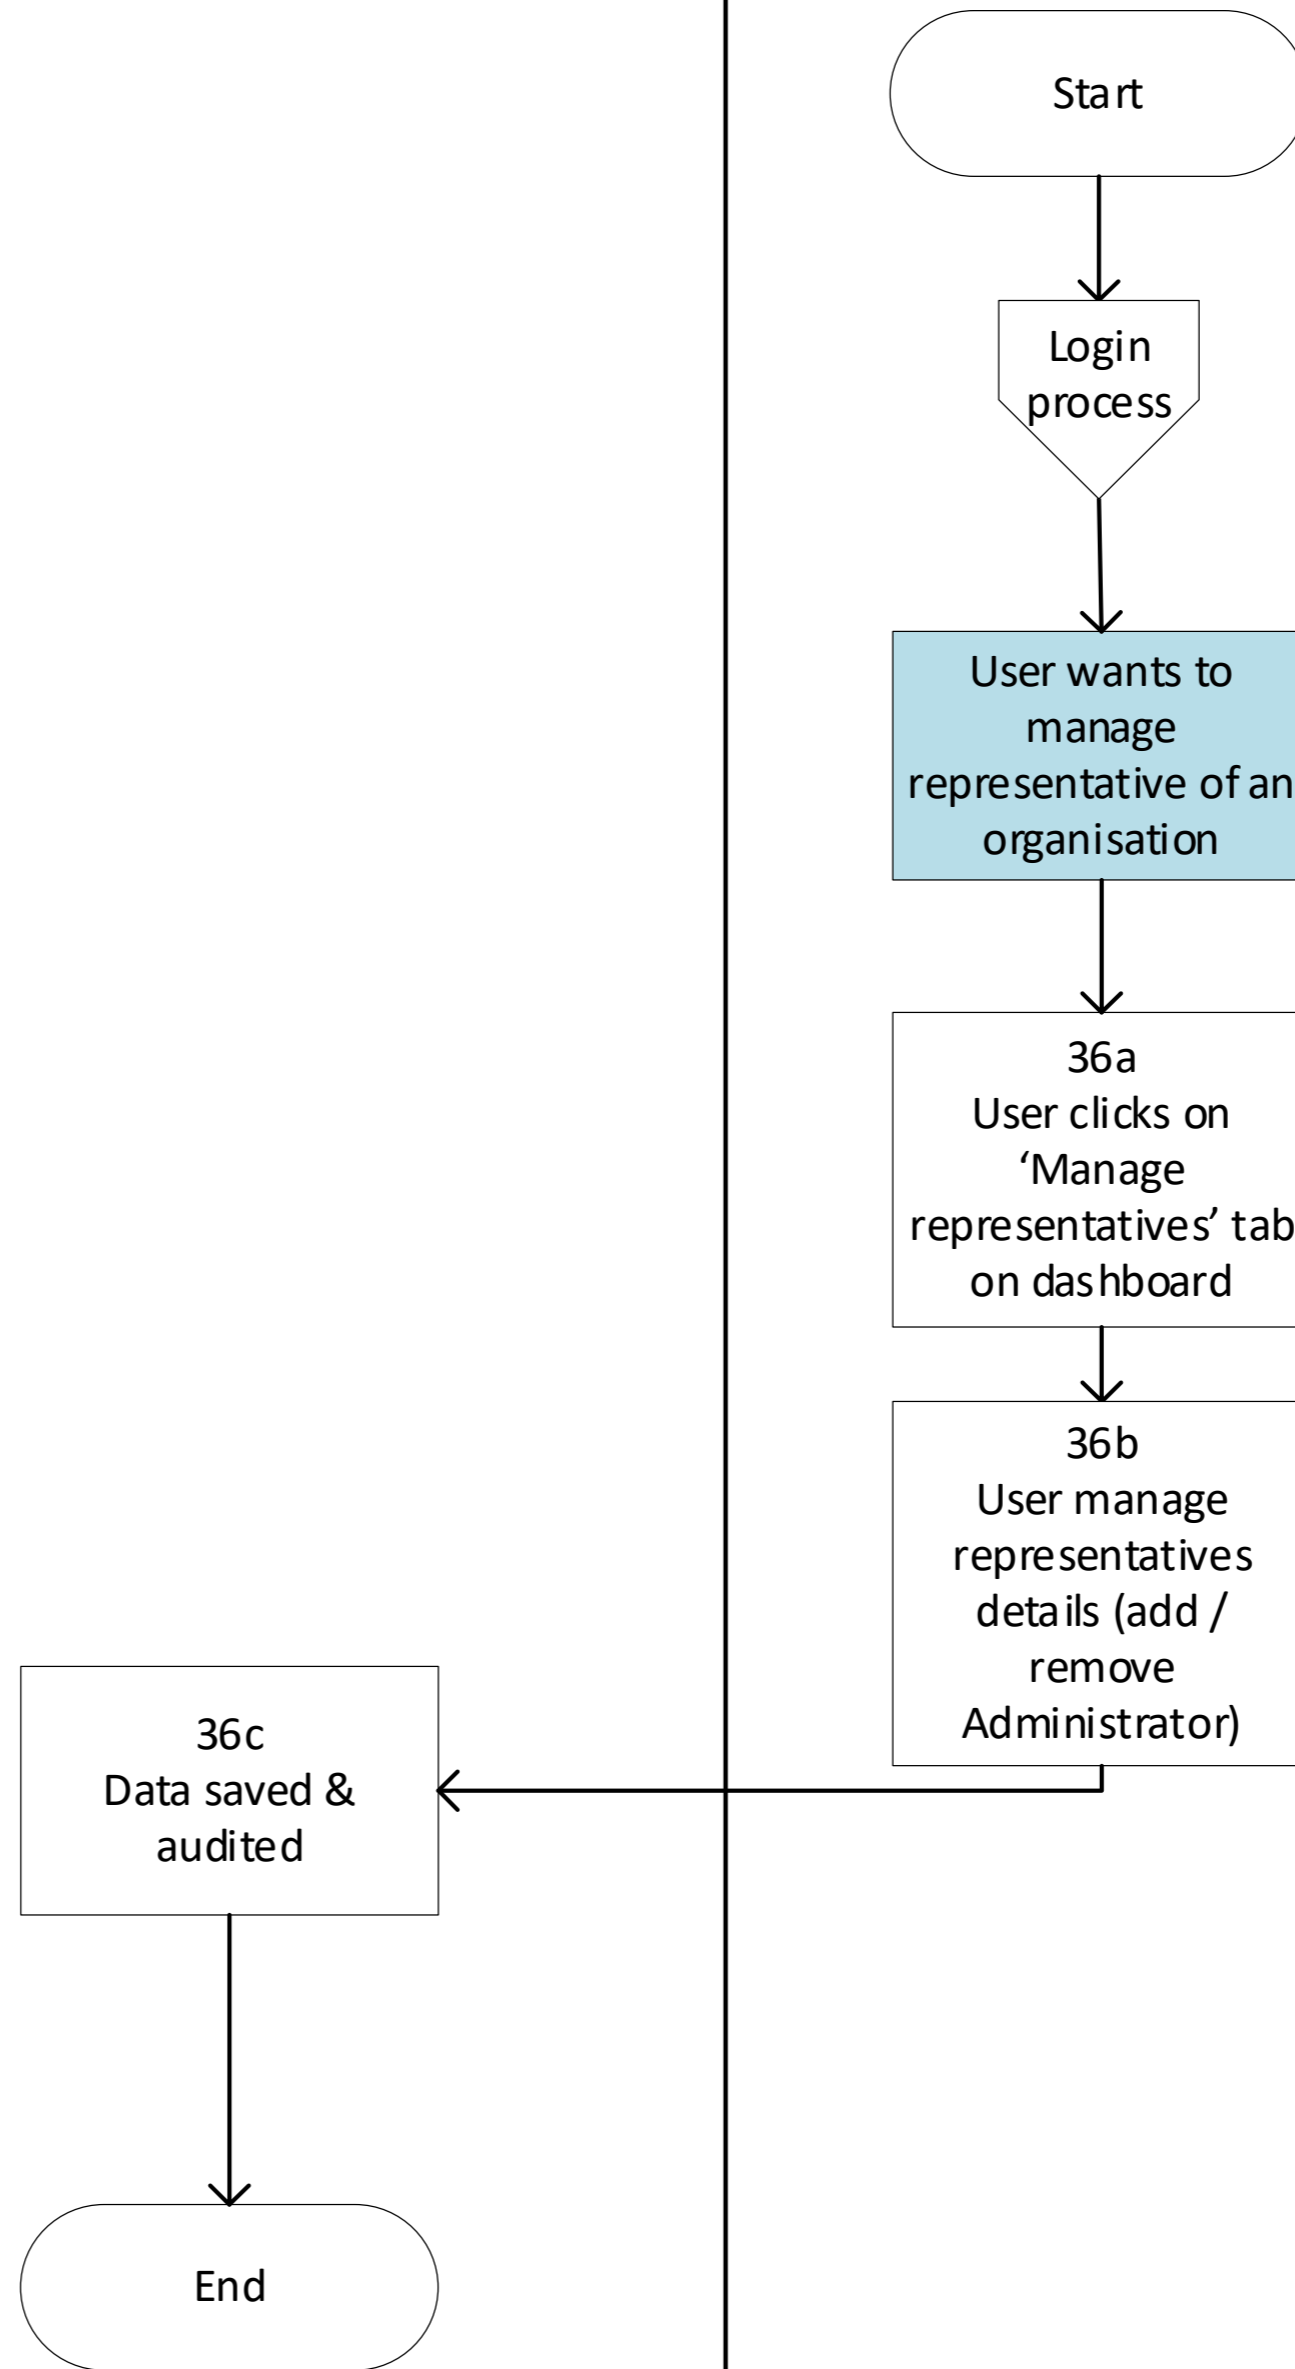 Start
Login
process
User wants to
manage
representative of an
organisation
36a
User clicks on
‘Manage
representatives’ tab
on dashboard
36b
User manage
representatives
details (add /
remove
Administrator)
36c
Data saved &
audited
End